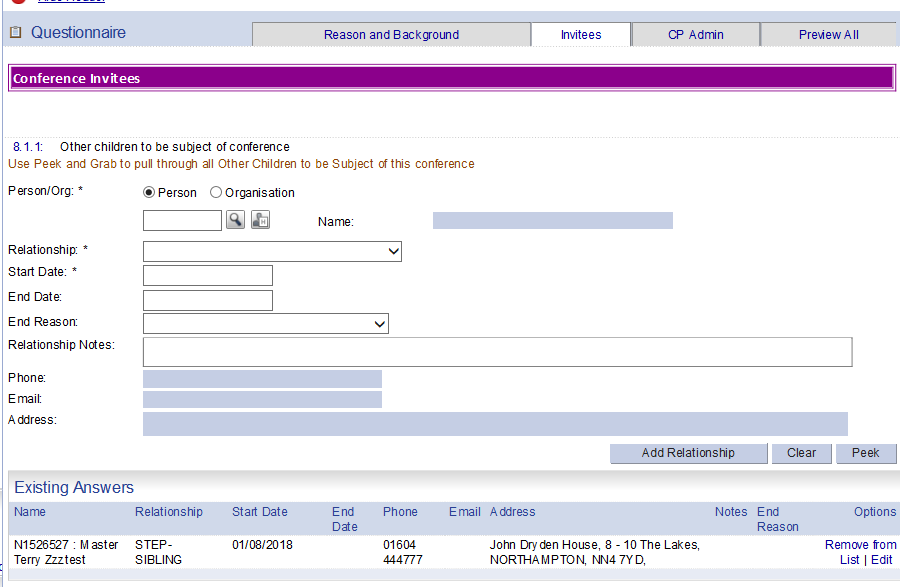 Hide Header
Questionnaire
Reason and Background
Invitees
CP Admin
Preview All
Conference Invitees
8.1.1: Other children to be subject of conference
Use Peek and Grab to pull through all Other Children to be Subject of this conference
Person/Org: * Person Organisation
Name:
Relationship: *
Start Date: *
End Date:
End Reason:
Relationship Notes:
Phone:
Email:
Address:
Add Relationship Clear Peek
Existing Answers
Name Relationship Start Date End Phone Email Address Notes End Options
Date Reason
N1526527 : Master STEP- 01/08/2018 01604 John Dryden House, 8 - 10 The Lakes, Remove from
Terry Zzztest SIBLING 444777 NORTHAMPTON, NN4 7YD, List | Edit